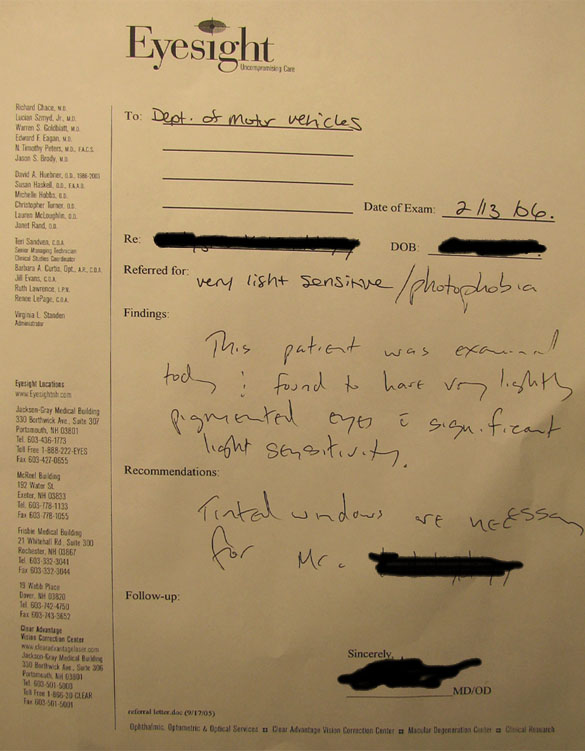 Eyesight
Uncompromising Care
Richard Chace, M.D.
Lucian Szmyd, Jr., M.D.
Warren S. Goldblatt, M.D.
Edward F. Eagan, M.D.
N. Timothy Peters, M.D., F.A.C.S.
Jason S. Brody, M.D.
David A. Huebner, O.D., 1986-2003
Susan Haskell, O.D., F.A.A.O.
Michelle Hobbs, O.D.
Christopher Turner, O.D.
Lauren McLoughlin, O.D.
Janet Rand, O.D.
Teri Sandven, C.O.A.
Senior Managing Technician
Clinical Studies Coordinator
Barbara A. Curtis, Opt., A.P., C.O.A.
Jill Evans, C.O.A.
Ruth Lawrence, L.P.N.
Renee LePage, C.O.A.
Virginia L. Standen
Administrator
Eyesight Locations
www.Eyesightnh.com
Jackson-Gray Medical Building
330 Borthwick Ave., Suite 307
Portsmouth, NH 03801
Tel. 603-436-1773
Toll Free 1-888-222-EYES
Fax 603-427-0655
McReel Building
192 Water St.
Exeter, NH 03833
Tel. 603-778-1133
Fax 603-778-1055
Frisbie Medical Building
21 Whitehall Rd., Suite 300
Rochester, NH 03867
Tel. 603-332-3041
Fax 603-332-3044
19 Webb Place
Dover, NH 03820
Tel. 603-742-4750
Fax 603-743-3652
Clear Advantage
Vision Correction Center
www.clearadvantagelaser.com
Jackson-Gray Medical Building
330 Borthwick Ave., Suite 306
Portsmouth, NH 03801
Tel. 603-501-5000
Toll Free 1-866-20-CLEAR
Fax 603-501-5001
To: Dept. of motor vehicles
Date of Exam: 2/13/06.
Re:
DOB:
Referred for: very light sensitive/photophobia
Findings:
This patient was examined
today & found to have very lightly
pigmented eyes c̄ significant
light sensitivity.
Recommendations:
Tinted windows are necessary
for Mr.
Follow-up:
Sincerely,
MD/OD
referral letter.doc (9/17/05)
Ophthalmic, Optometric & Optical Services ◘ Clear Advantage Vision Correction Center ◘ Macular Degeneration Center ◘ Clinical Research